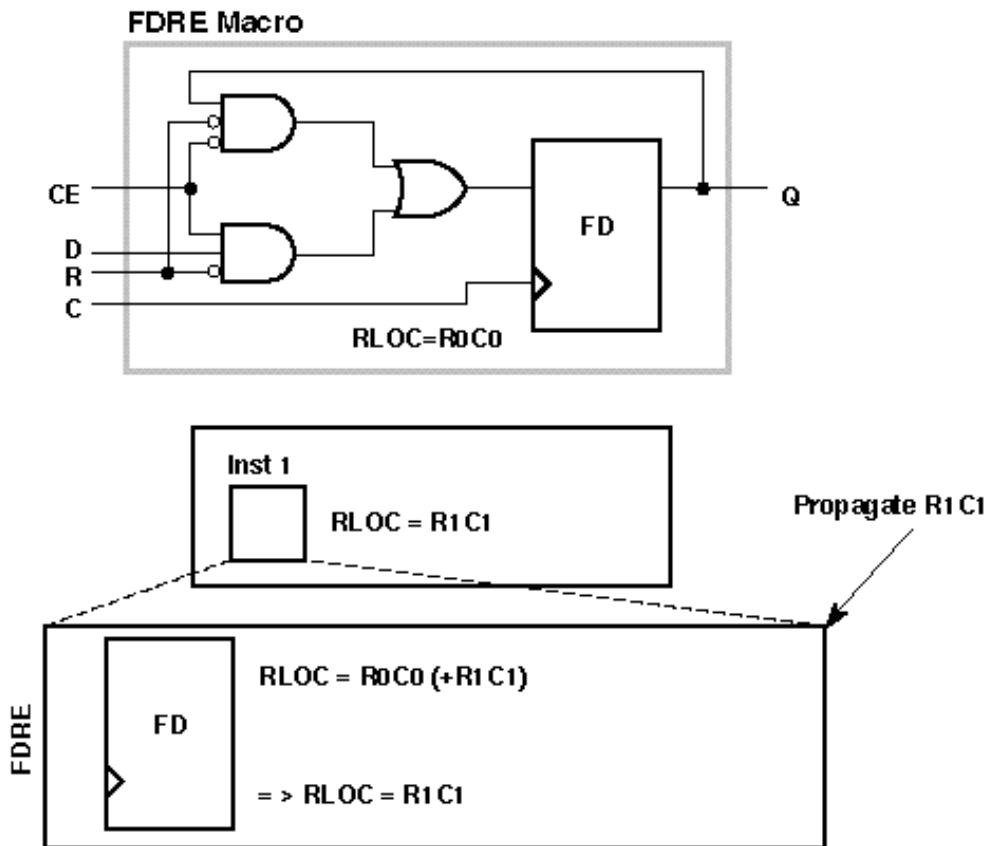 FDRE Macro
CE
D
R
C
FD
Q
RLOC=R0C0
Inst 1
RLOC = R1C1
Propagate R1C1
FDRE
FD
RLOC = R0C0 (+R1C1)
= > RLOC = R1C1